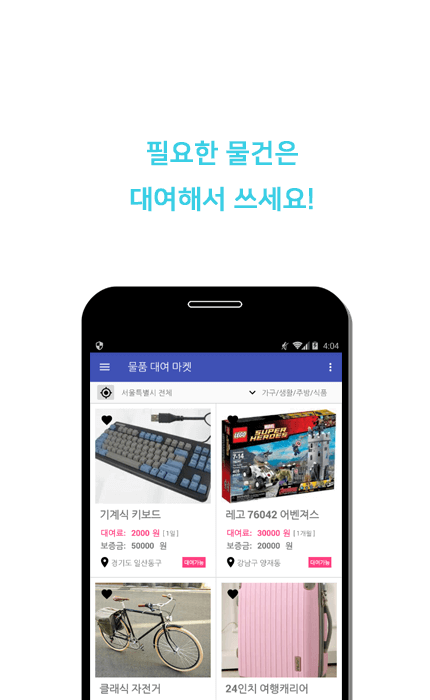 필요한 물건은
대여해서 쓰세요!
4:04
물품 대여 마켓
서울특별시 전체
가구/생활/주방/식품
LEGO
MARVEL
SUPER HEROES
7-14
기계식 키보드
레고 76042 어벤져스
대여료: 2000 원 [1일]
대여료: 30000 원 [1개월]
보증금: 50000 원
보증금: 20000 원
경기도 일산동구
대여가능
강남구 양재동
대여가능
클래식 자전거
24인치 여행캐리어